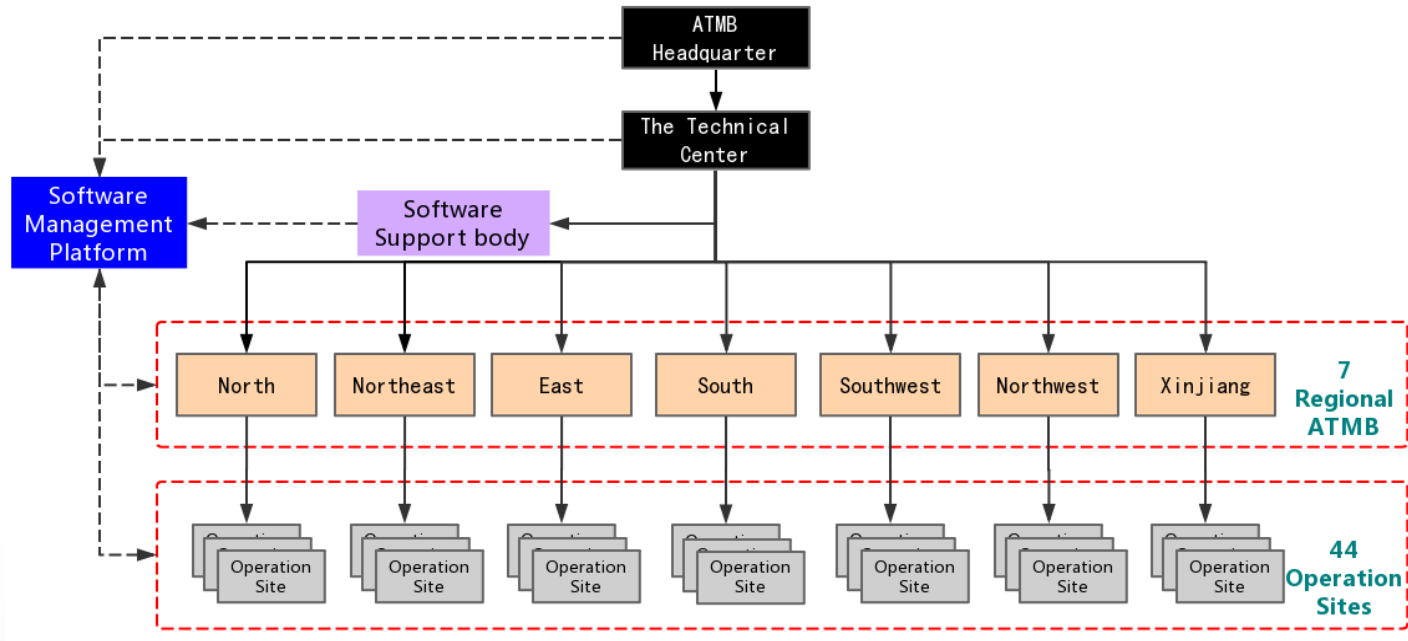 ATMB
Headquarter
The Technical
Center
Software
Management
Platform
Software
Support body
North
Northeast
East
South
Southwest
Northwest
Xinjiang
7
Regional
ATMB
Operation
Site
Operation
Site
Operation
Site
Operation
Site
Operation
Site
Operation
Site
Operation
Site
44
Operation
Sites